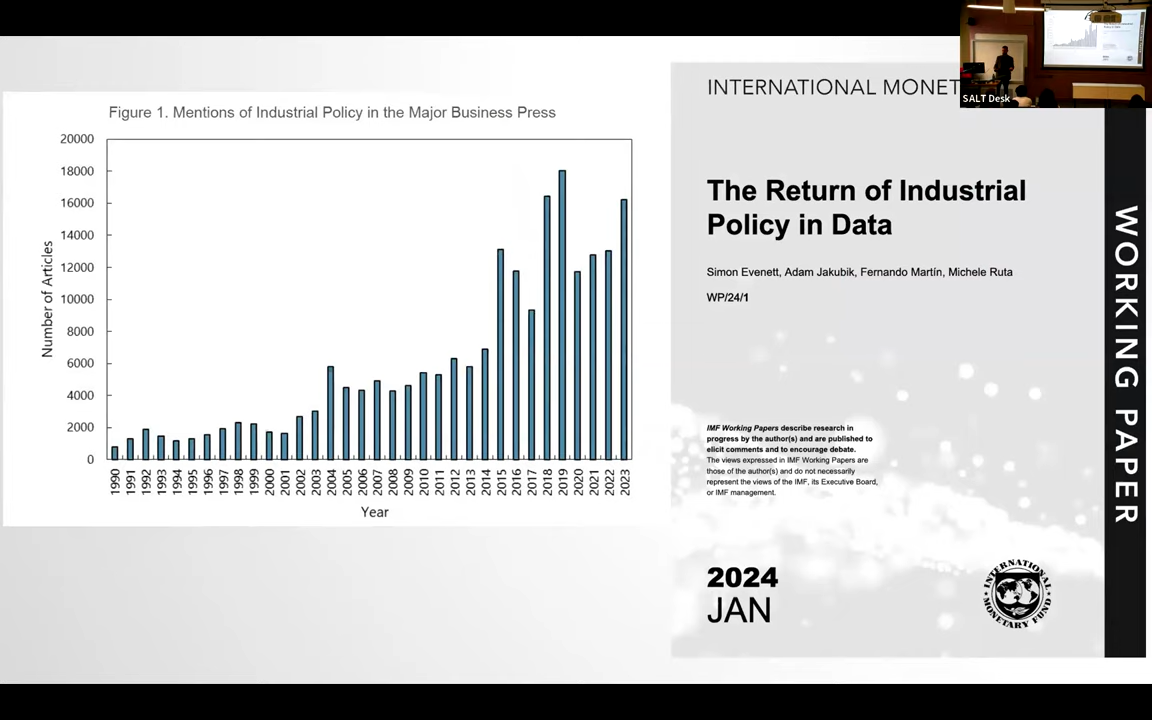 Figure 1. Mentions of Industrial Policy in the Major Business Press
20000
18000
16000
14000
12000
10000
8000
6000
4000
2000
0
Number of Articles
1990
1991
1992
1993
1994
1995
1996
1997
1998
1999
2000
2001
2002
2003
2004
2005
2006
2007
2008
2009
2010
2011
2012
2013
2014
2015
2016
2017
2018
2019
2020
2021
2022
2023
Year
INTERNATIONAL MONET
SALT Desk
The Return of Industrial
Policy in Data
Simon Evenett, Adam Jakubik, Fernando Martín, Michele Ruta
WP/24/1
IMF Working Papers describe research in
progress by the author(s) and are published to
elicit comments and to encourage debate.
The views expressed in IMF Working Papers are
those of the author(s) and do not necessarily
represent the views of the IMF, its Executive Board,
or IMF management.
2024
JAN
INTERNATIONAL
MONETARY FUND
WORKING PAPER